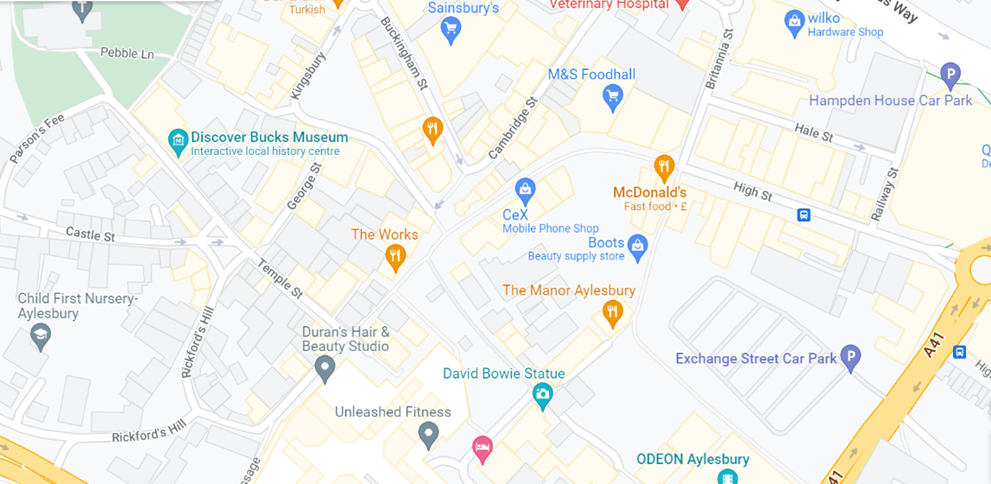 Turkish
Sainsbury's
Veterinary Hospital
Way
wilko
Hardware Shop
Pebble Ln
Kingsbury
Buckingham St
Britannia St
M&S Foodhall
P
Hampden House Car Park
Parson's Fee
Discover Bucks Museum
Interactive local history centre
Cambridge St
Hale St
George St
McDonald's
Fast food • £
High St
Railway St
CeX
Mobile Phone Shop
Castle St
The Works
Boots
Beauty supply store
Temple St
The Manor Aylesbury
Child First Nursery-
Aylesbury
Rickford's Hill
Duran's Hair &
Beauty Studio
Exchange Street Car Park
P
A41
David Bowie Statue
Unleashed Fitness
Rickford's Hill
ODEON Aylesbury
A41